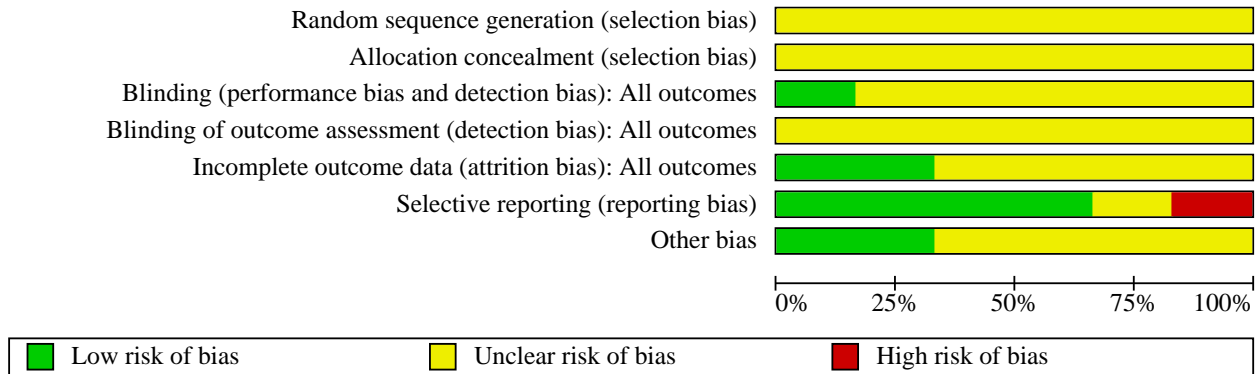 Random sequence generation (selection bias)
Allocation concealment (selection bias)
Blinding (performance bias and detection bias): All outcomes
Blinding of outcome assessment (detection bias): All outcomes
Incomplete outcome data (attrition bias): All outcomes
Selective reporting (reporting bias)
Other bias
0% 25% 50% 75% 100%
Low risk of bias Unclear risk of bias High risk of bias